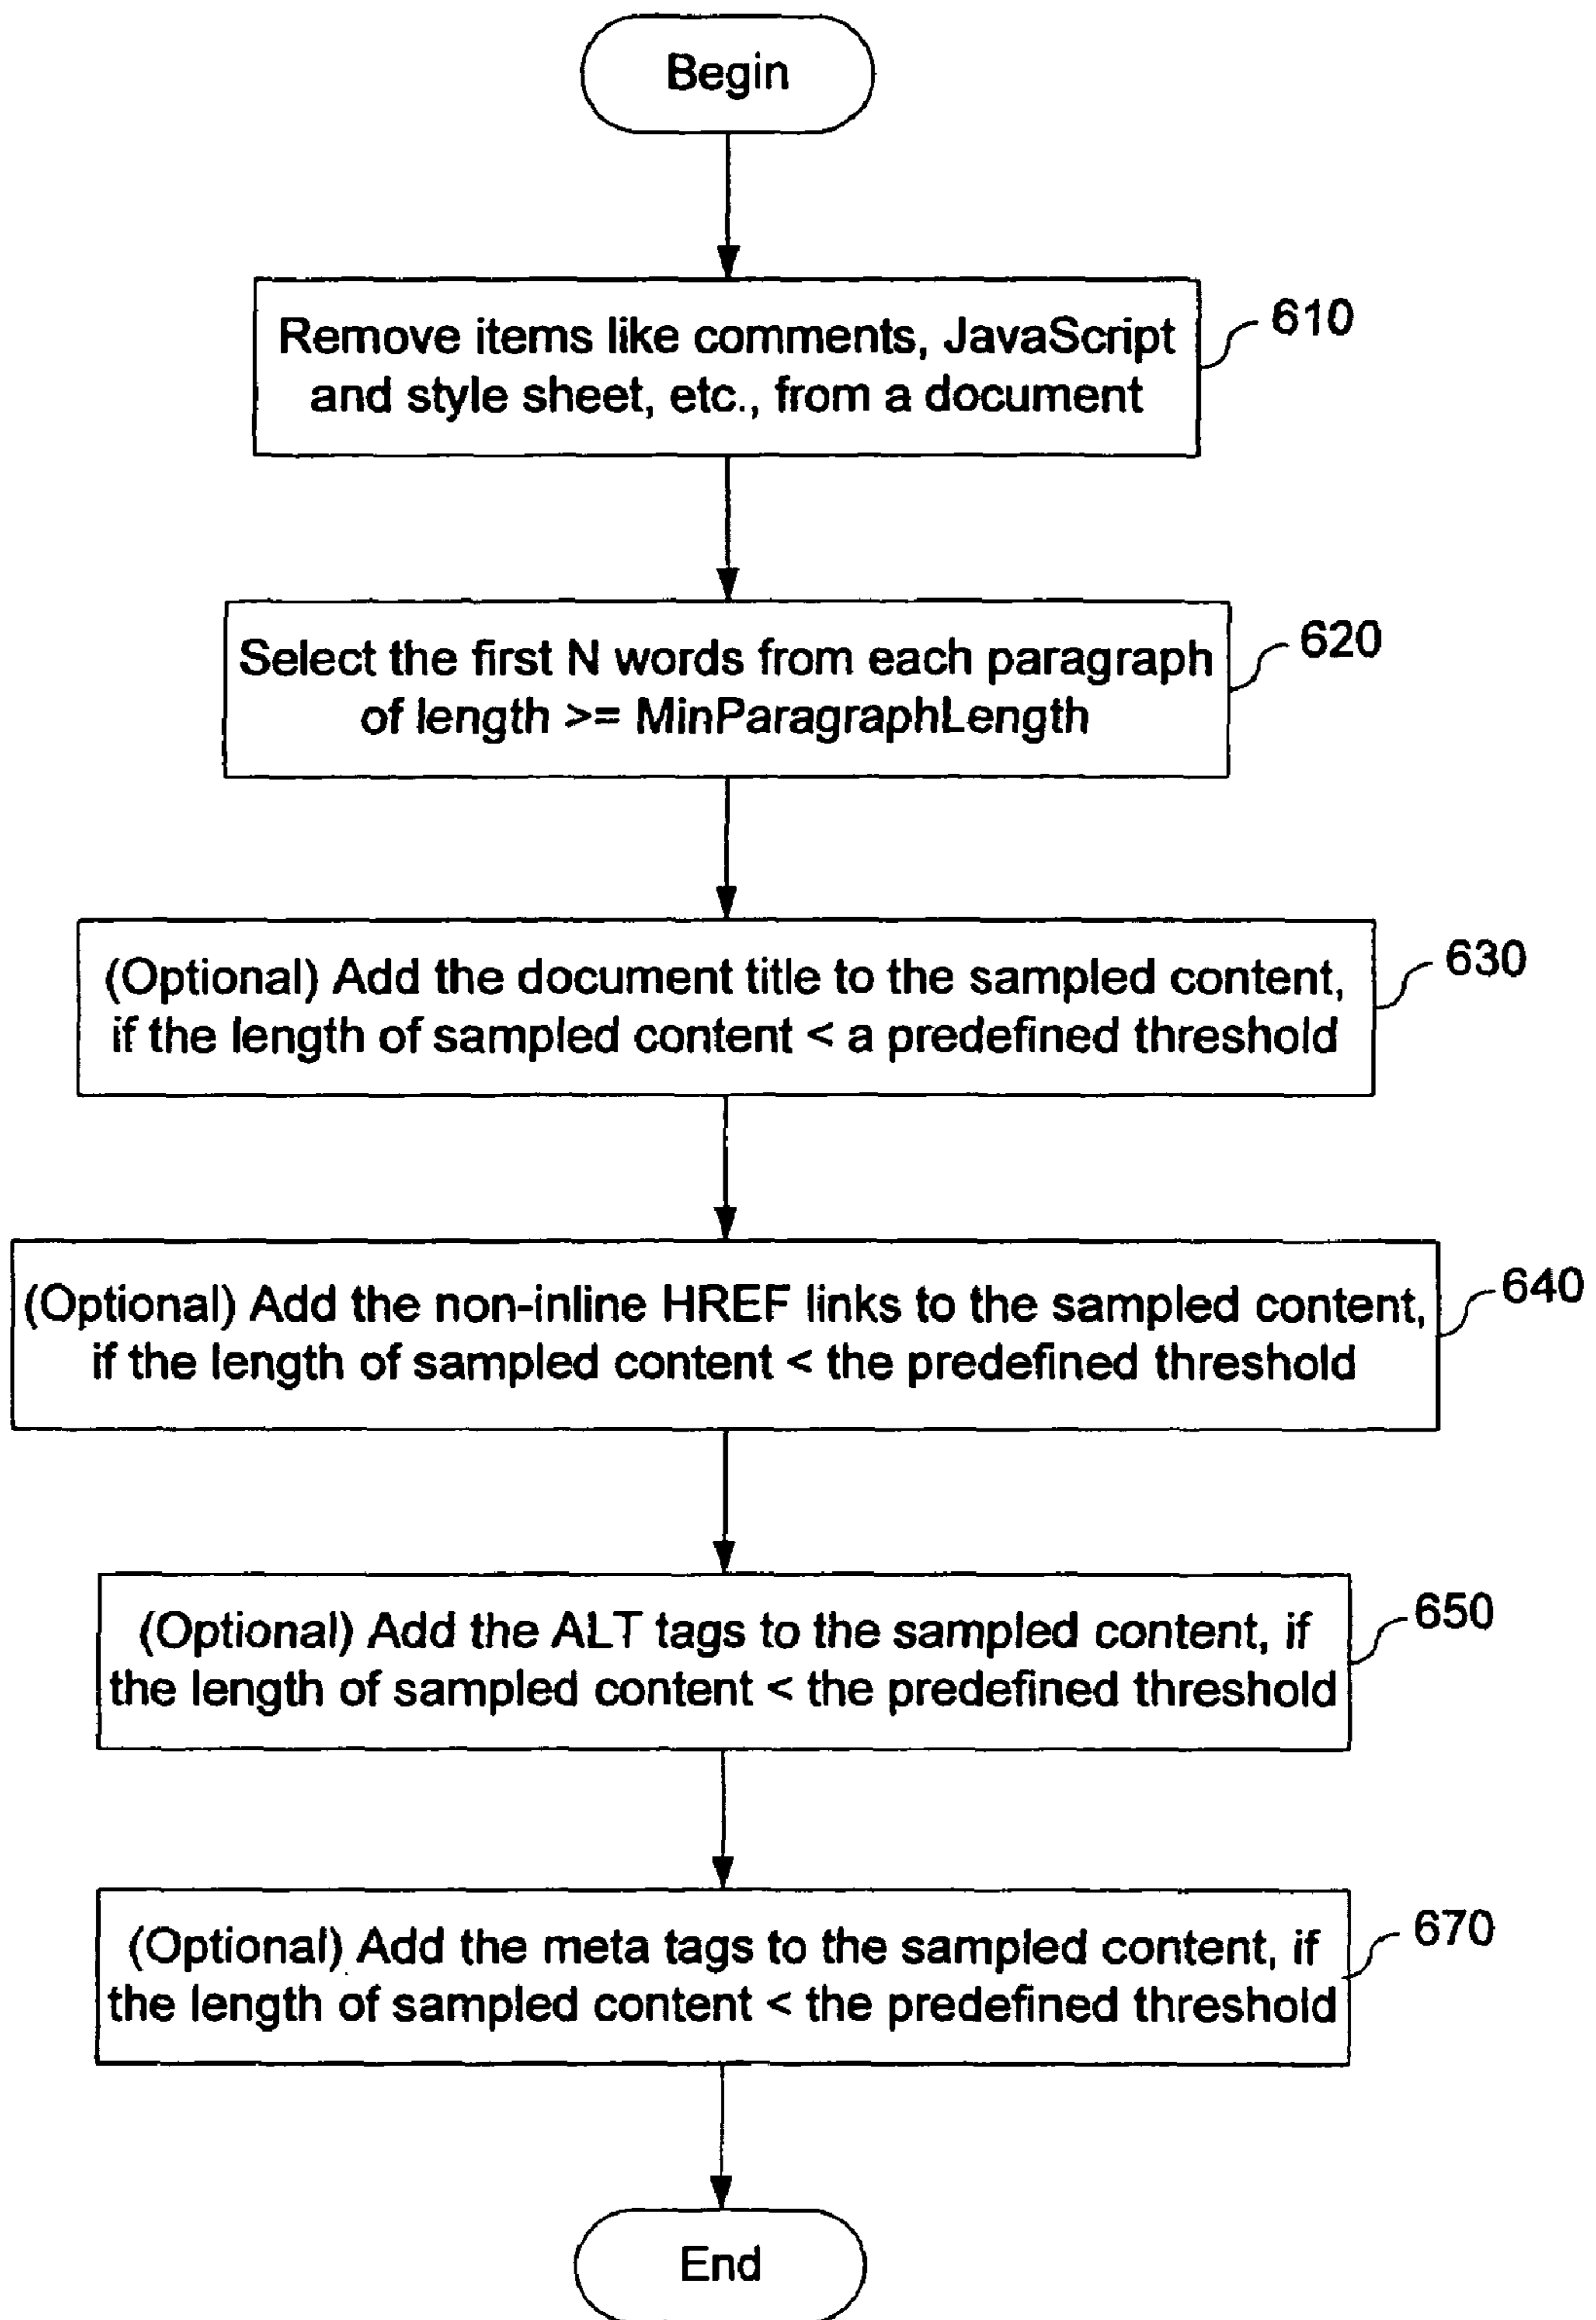 Begin
Remove items like comments, JavaScript
and style sheet, etc., from a document
610
Select the first N words from each paragraph
of length >= MinParagraphLength
620
(Optional) Add the document title to the sampled content,
if the length of sampled content < a predefined threshold
630
(Optional) Add the non-inline HREF links to the sampled content,
if the length of sampled content < the predefined threshold
640
(Optional) Add the ALT tags to the sampled content, if
the length of sampled content < the predefined threshold
650
(Optional) Add the meta tags to the sampled content, if
the length of sampled content < the predefined threshold
670
End